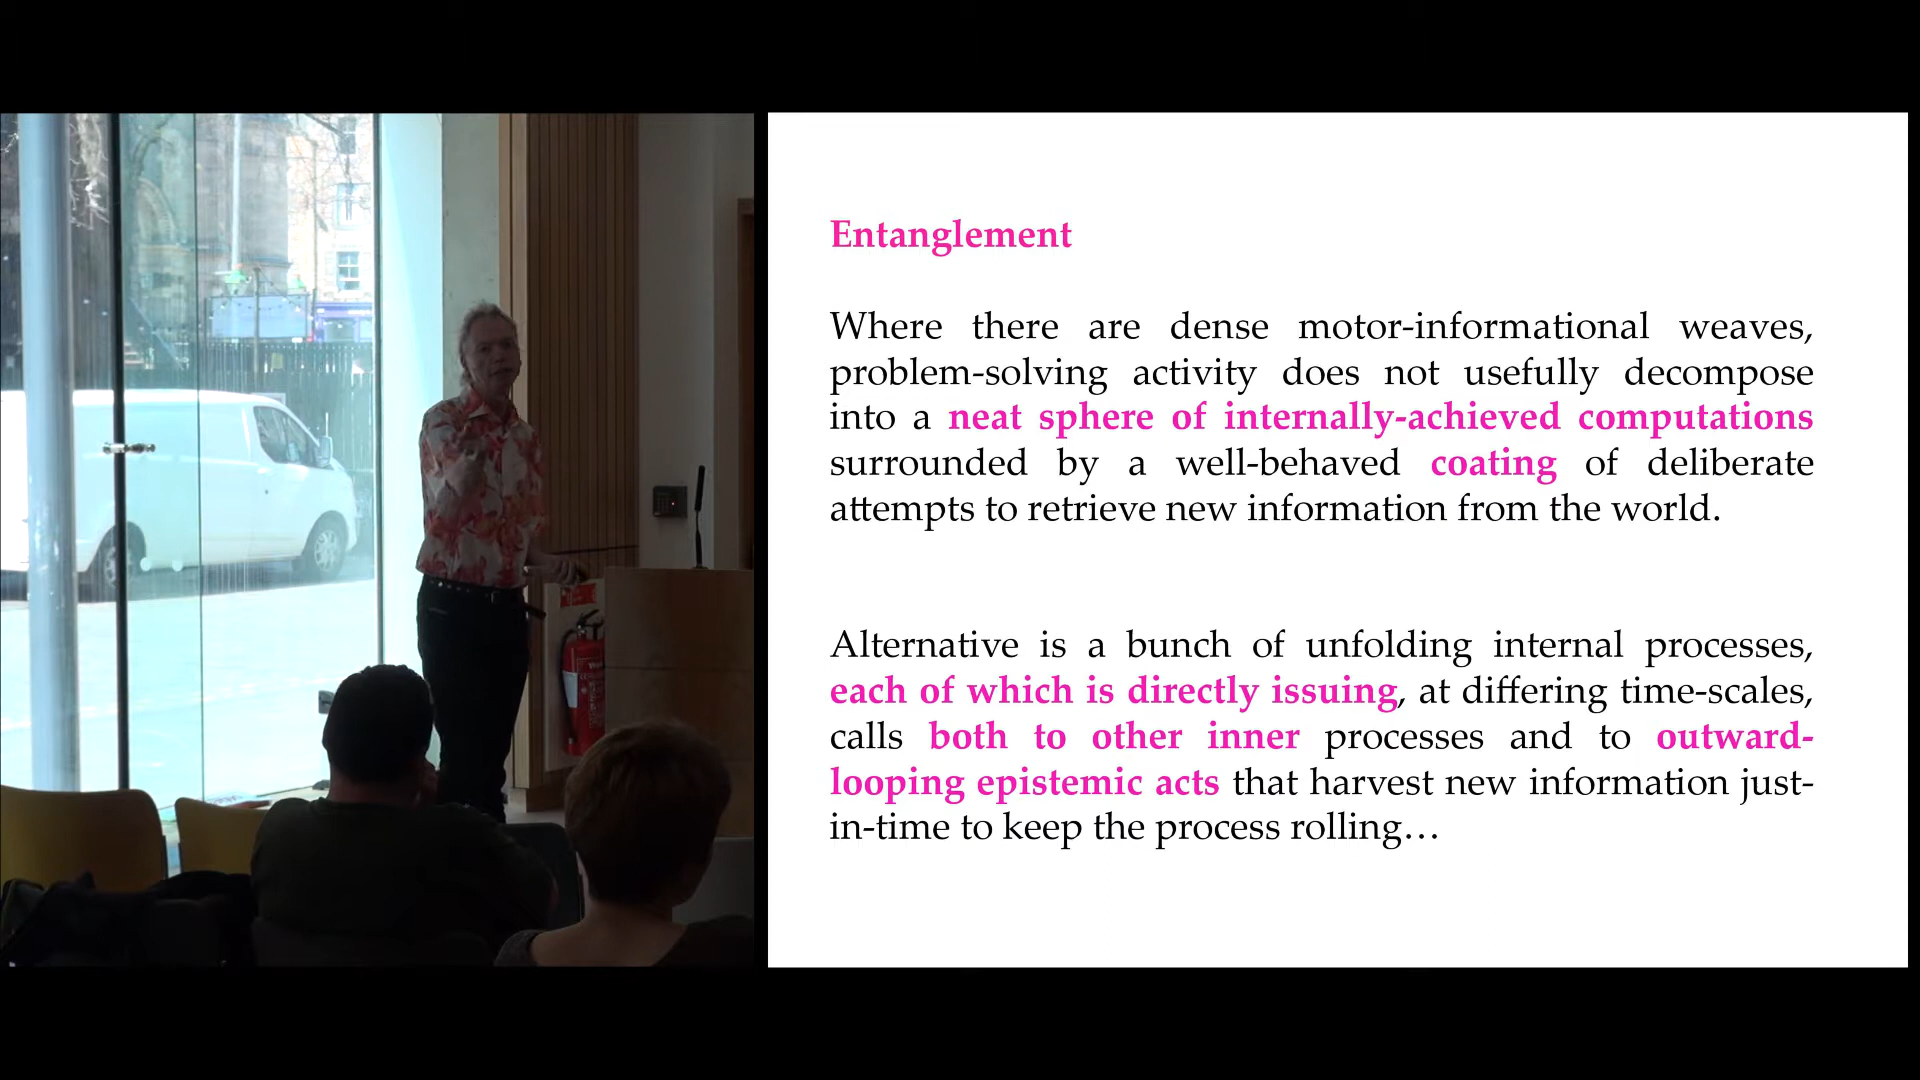 Entanglement
Where there are dense motor-informational weaves,
problem-solving activity does not usefully decompose
into a neat sphere of internally-achieved computations
surrounded by a well-behaved coating of deliberate
attempts to retrieve new information from the world.
Alternative is a bunch of unfolding internal processes,
each of which is directly issuing, at differing time-scales,
calls both to other inner processes and to outward-
looping epistemic acts that harvest new information just-
in-time to keep the process rolling…